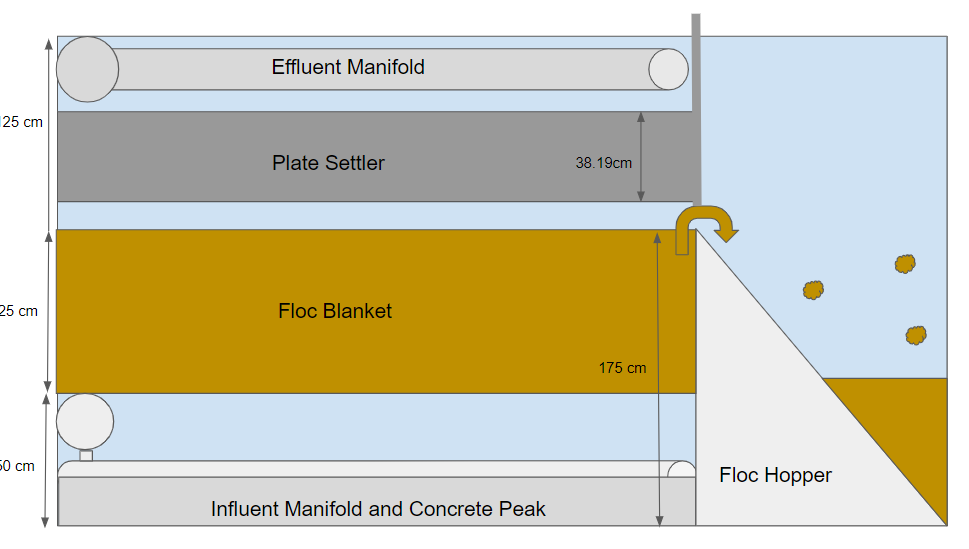 Effluent Manifold
125 cm
Plate Settler
38.19cm
Floc Blanket
25 cm
175 cm
50 cm
Floc Hopper
Influent Manifold and Concrete Peak